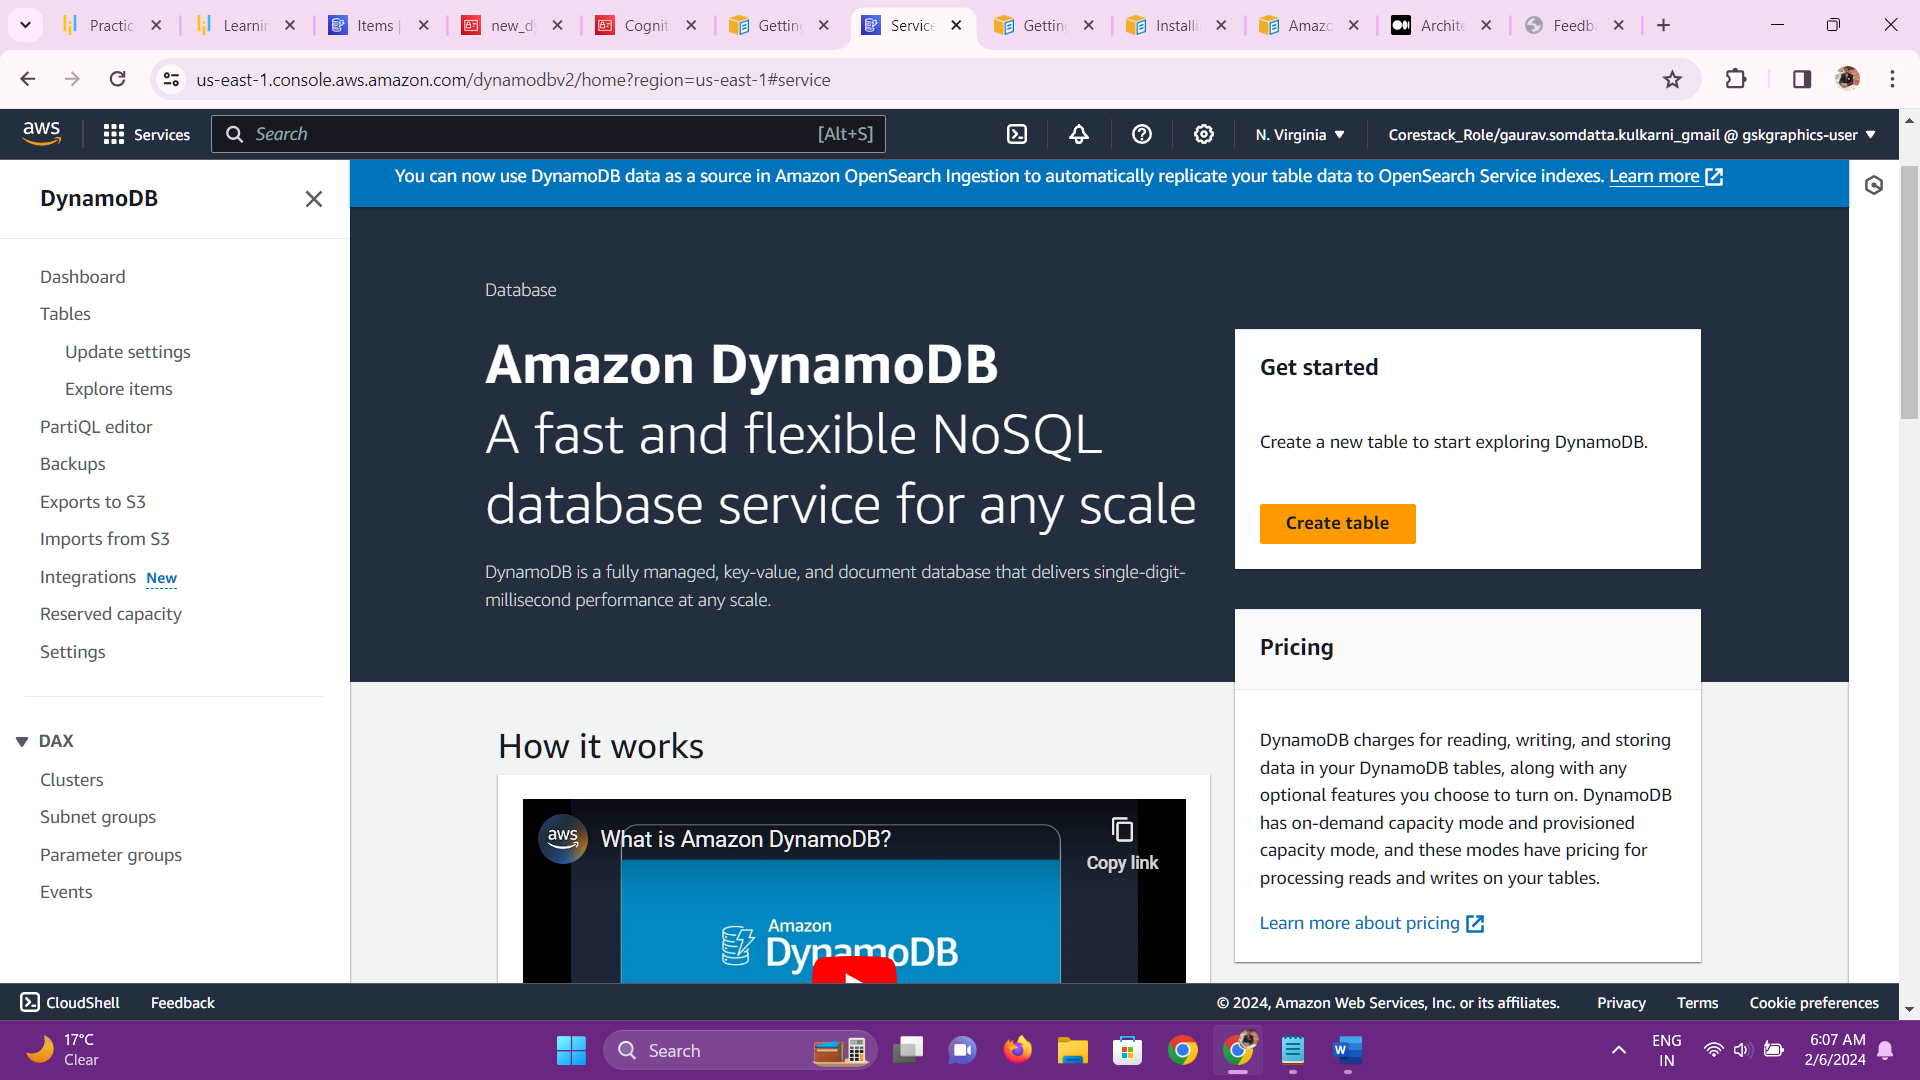 Practic
Learnin
Items |
new_dy
Cognit
Getting
Service
Getting
Installi
Amazo
Archite
Feedba
us-east-1.console.aws.amazon.com/dynamodbv2/home?region=us-east-1#service
aws
Services
Search
[Alt+S]
N. Virginia
Corestack_Role/gaurav.somdatta.kulkarni_gmail @ gskgraphics-user
You can now use DynamoDB data as a source in Amazon OpenSearch Ingestion to automatically replicate your table data to OpenSearch Service indexes. Learn more
DynamoDB
Dashboard
Tables
Update settings
Explore items
PartiQL editor
Backups
Exports to S3
Imports from S3
Integrations New
Reserved capacity
Settings
DAX
Clusters
Subnet groups
Parameter groups
Events
Database
Amazon DynamoDB
A fast and flexible NoSQL
database service for any scale
DynamoDB is a fully managed, key-value, and document database that delivers single-digit-
millisecond performance at any scale.
Get started
Create a new table to start exploring DynamoDB.
Create table
Pricing
DynamoDB charges for reading, writing, and storing
data in your DynamoDB tables, along with any
optional features you choose to turn on. DynamoDB
has on-demand capacity mode and provisioned
capacity mode, and these modes have pricing for
processing reads and writes on your tables.
Learn more about pricing
How it works
aws
What is Amazon DynamoDB?
Copy link
Amazon
DynamoDB
CloudShell
Feedback
© 2024, Amazon Web Services, Inc. or its affiliates.
Privacy
Terms
Cookie preferences
17°C
Clear
Search
ENG
IN
6:07 AM
2/6/2024